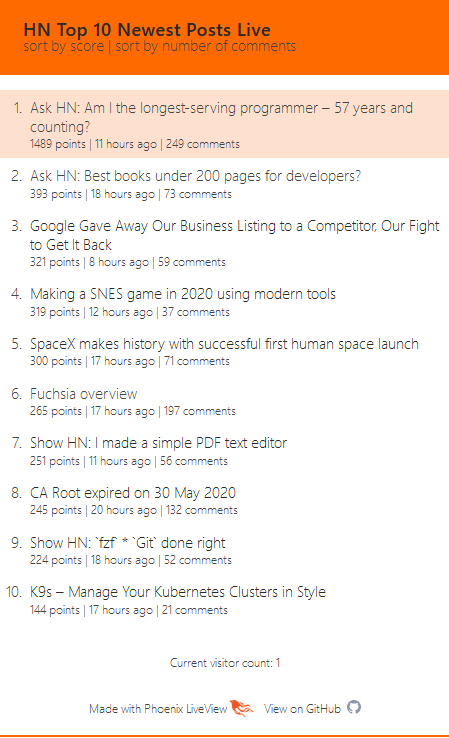 HN Top 10 Newest Posts Live
sort by score | sort by number of comments
1. Ask HN: Am I the longest-serving programmer – 57 years and
counting?
1489 points | 11 hours ago | 249 comments
2. Ask HN: Best books under 200 pages for developers?
393 points | 18 hours ago | 73 comments
3. Google Gave Away Our Business Listing to a Competitor, Our Fight
to Get It Back
321 points | 8 hours ago | 59 comments
4. Making a SNES game in 2020 using modern tools
319 points | 12 hours ago | 37 comments
5. SpaceX makes history with successful first human space launch
300 points | 17 hours ago | 71 comments
6. Fuchsia overview
265 points | 17 hours ago | 197 comments
7. Show HN: I made a simple PDF text editor
251 points | 11 hours ago | 56 comments
8. CA Root expired on 30 May 2020
245 points | 20 hours ago | 132 comments
9. Show HN: `fzf` * `Git` done right
224 points | 18 hours ago | 52 comments
10. K9s – Manage Your Kubernetes Clusters in Style
144 points | 17 hours ago | 21 comments
Current visitor count: 1
Made with Phoenix LiveView View on GitHub